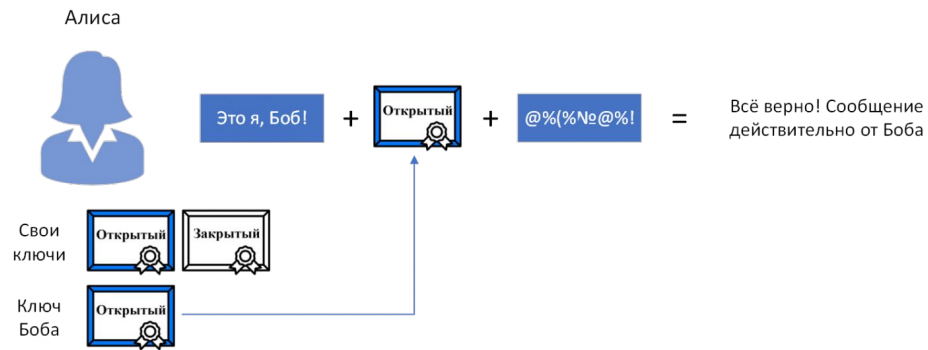 Алиса
Это я, Боб!
+
Открытый
+
@%(%№@%!
=
Всё верно! Сообщение
действительно от Боба
Свои
ключи
Открытый
Закрытый
Ключ
Боба
Открытый